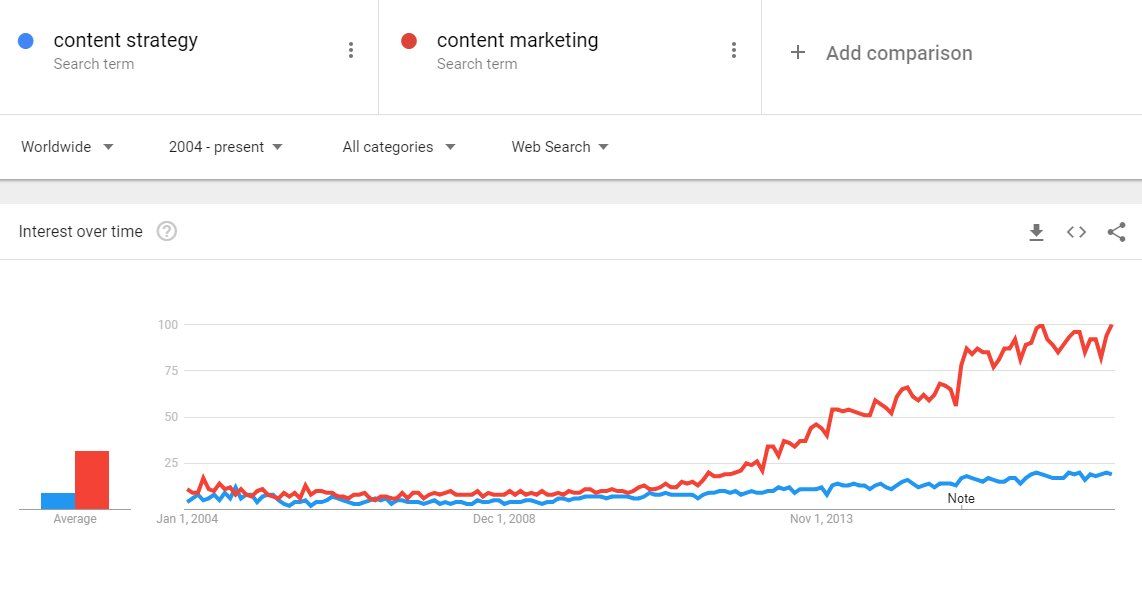 content strategy
Search term
content marketing
Search term
+ Add comparison
Worldwide
2004 - present
All categories
Web Search
Interest over time ?
100
75
50
25
Note
Average
Jan 1, 2004
Dec 1, 2008
Nov 1, 2013